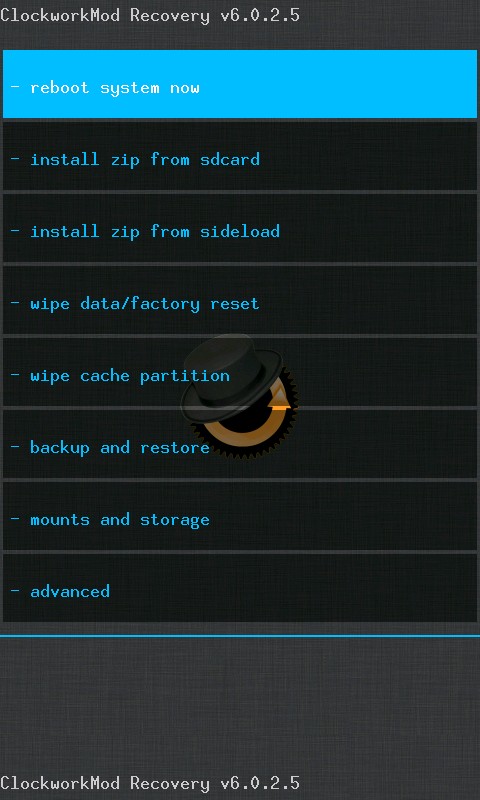 ClockworkMod Recovery v6.0.2.5
- reboot system now
- install zip from sdcard
- install zip from sideload
- wipe data/factory reset
- wipe cache partition
- backup and restore
- mounts and storage
- advanced
ClockworkMod Recovery v6.0.2.5